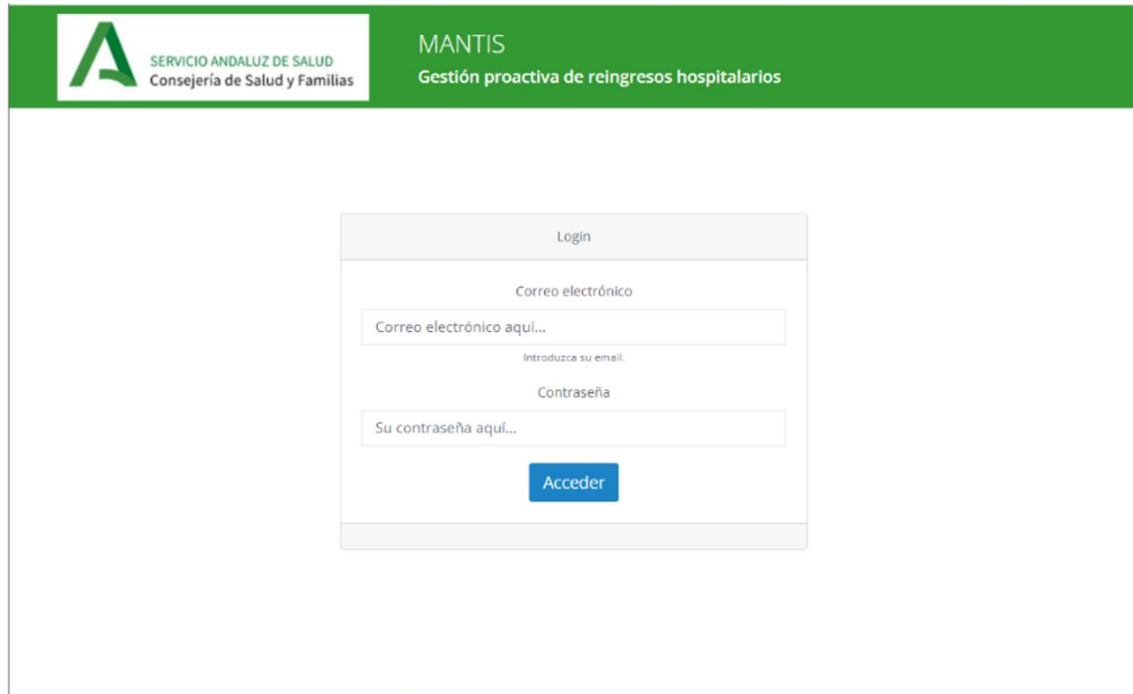 SERVICIO ANDALUZ DE SALUD
Consejería de Salud y Familias
MANTIS
Gestión proactiva de reingresos hospitalarios
Login
Correo electrónico
Correo electrónico aquí...
Introduzca su email.
Contraseña
Su contraseña aquí...
Acceder